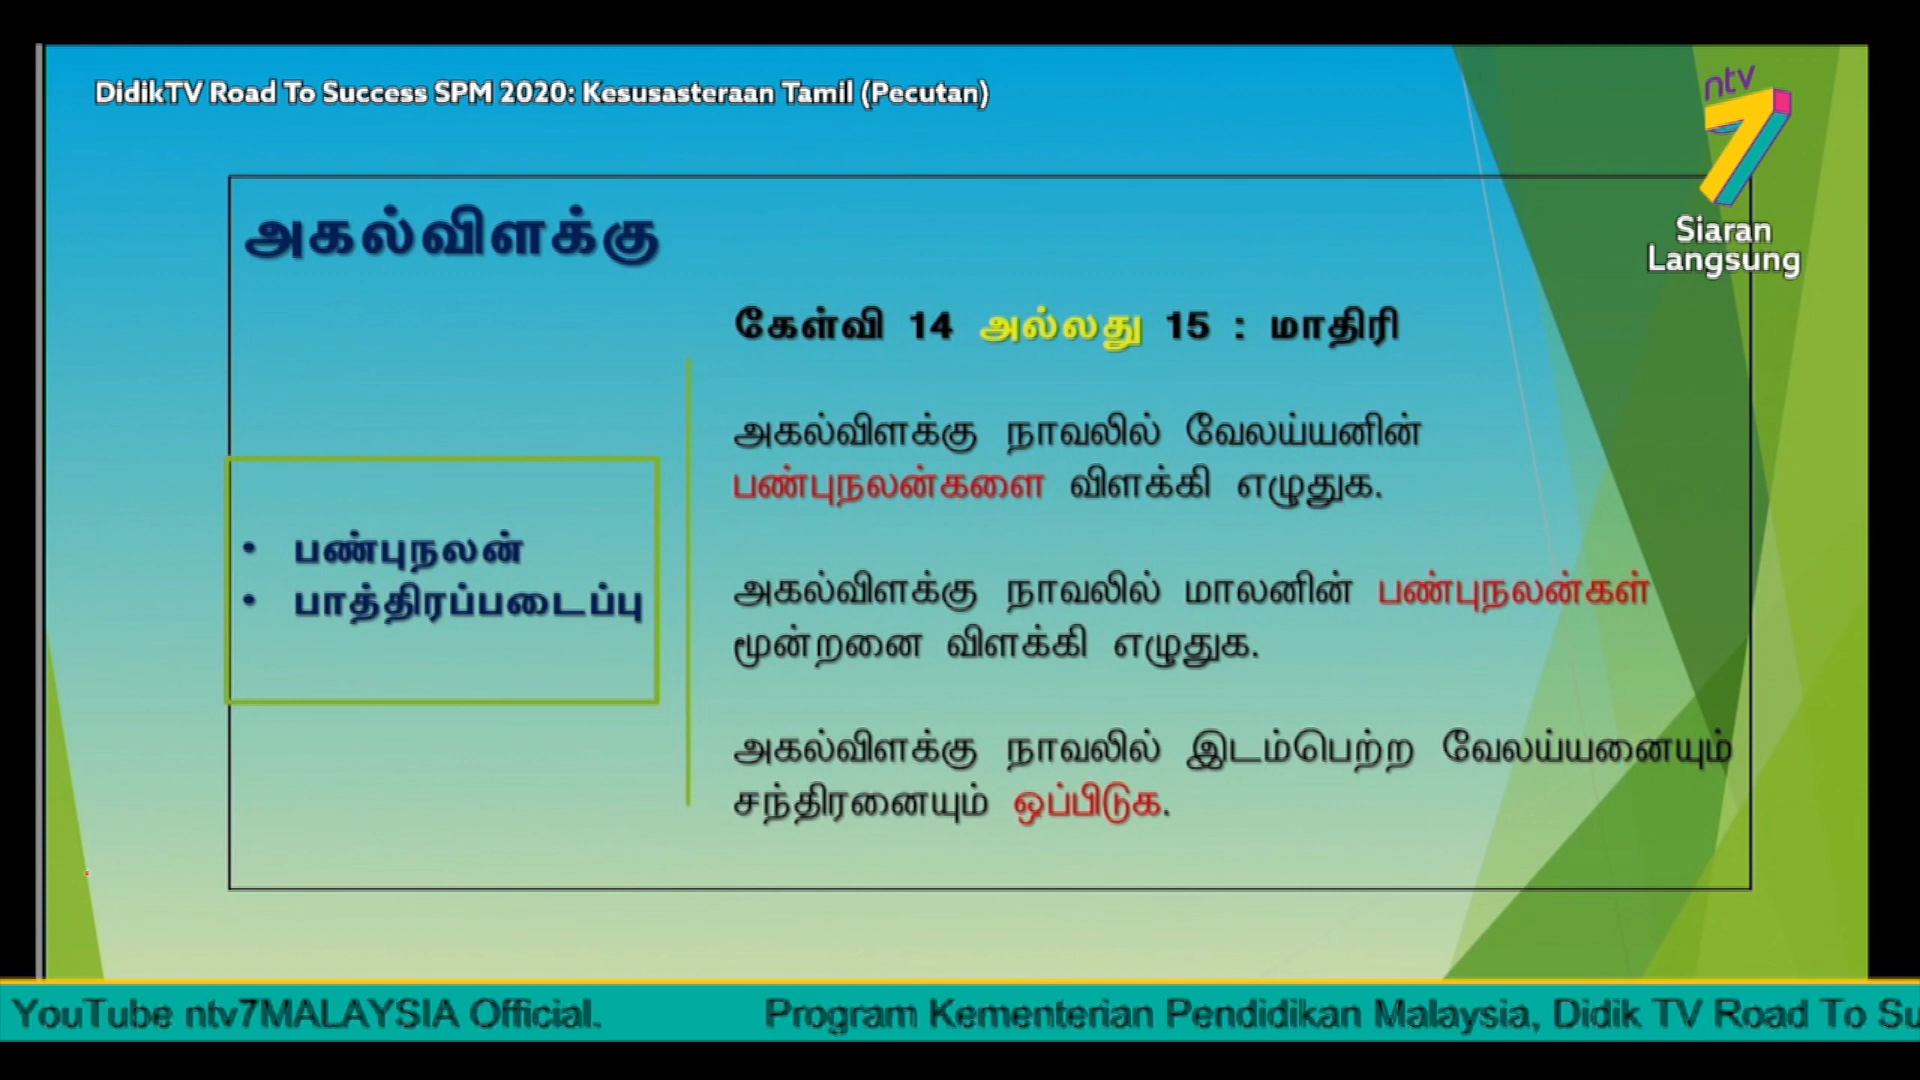 DidikTV Road To Success SPM 2020: Kesusasteraan Tamil (Pecutan)
ntv
7
Siaran
Langsung
அகல்விளக்கு
• பண்புநலன்
• பாத்திரப்படைப்பு
கேள்வி 14 அல்லது 15 : மாதிரி
அகல்விளக்கு நாவலில் வேலய்யனின்
பண்புநலன்களை விளக்கி எழுதுக.
அகல்விளக்கு நாவலில் மாலனின் பண்புநலன்கள்
மூன்றனை விளக்கி எழுதுக.
அகல்விளக்கு நாவலில் இடம்பெற்ற வேலய்யனையும்
சந்திரனையும் ஒப்பிடுக.
YouTube ntv7MALAYSIA Official. Program Kementerian Pendidikan Malaysia, Didik TV Road To Su